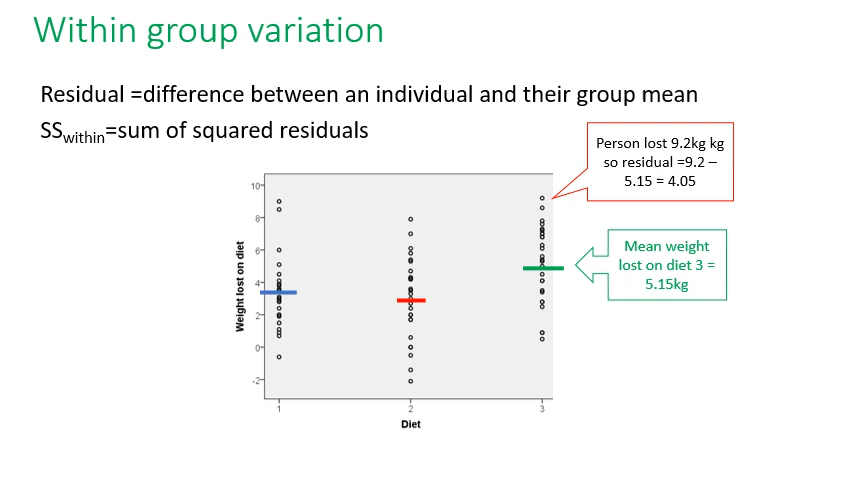 Within group variation
Residual =difference between an individual and their group mean
SSwithin=sum of squared residuals
Person lost 9.2kg kg
so residual =9.2 –
5.15 = 4.05
Mean weight
lost on diet 3 =
5.15kg
Weight lost on diet
10
8
6
4
2
0
-2
1
2
3
Diet